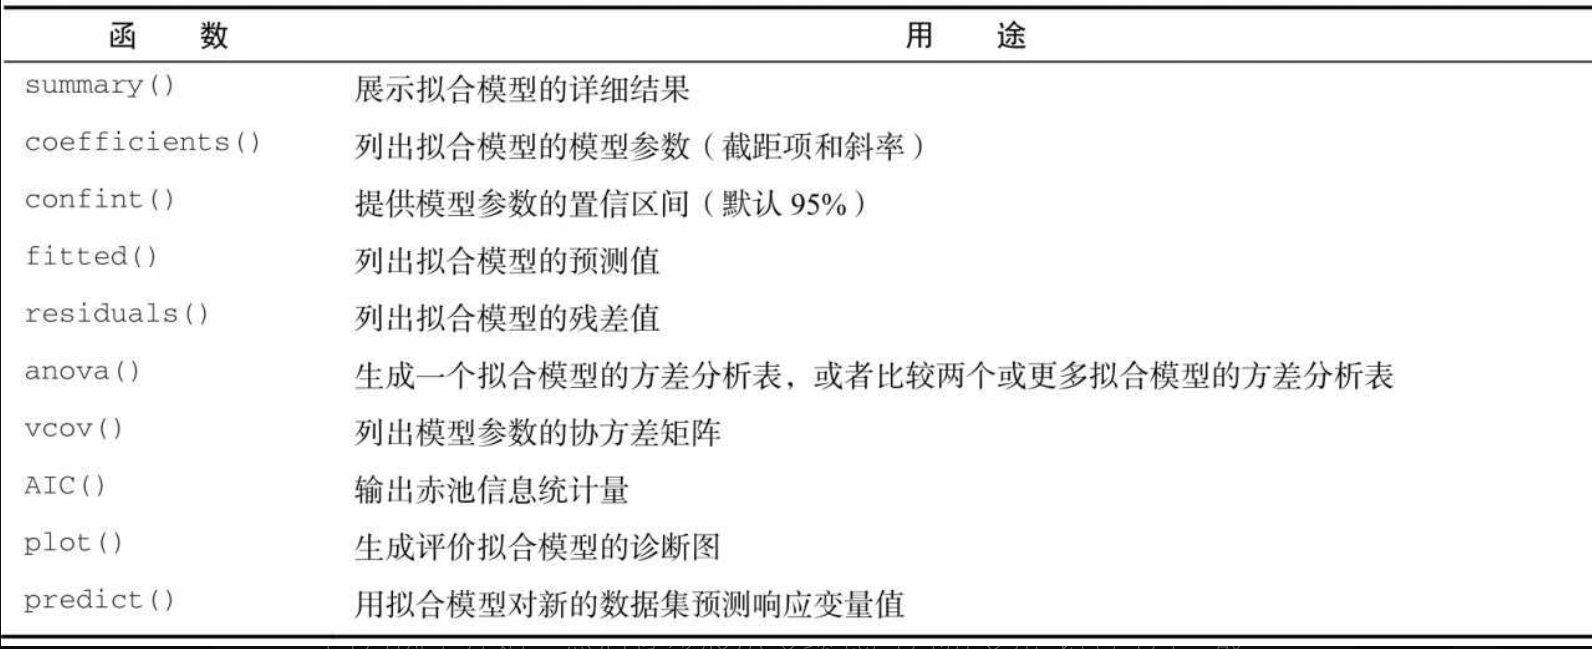 函 数 用 途
summary() 展示拟合模型的详细结果
coefficients() 列出拟合模型的模型参数（截距项和斜率）
confint() 提供模型参数的置信区间（默认 95%）
fitted() 列出拟合模型的预测值
residuals() 列出拟合模型的残差值
anova() 生成一个拟合模型的方差分析表，或者比较两个或更多拟合模型的方差分析表
vcov() 列出模型参数的协方差矩阵
AIC() 输出赤池信息统计量
plot() 生成评价拟合模型的诊断图
predict() 用拟合模型对新的数据集预测响应变量值